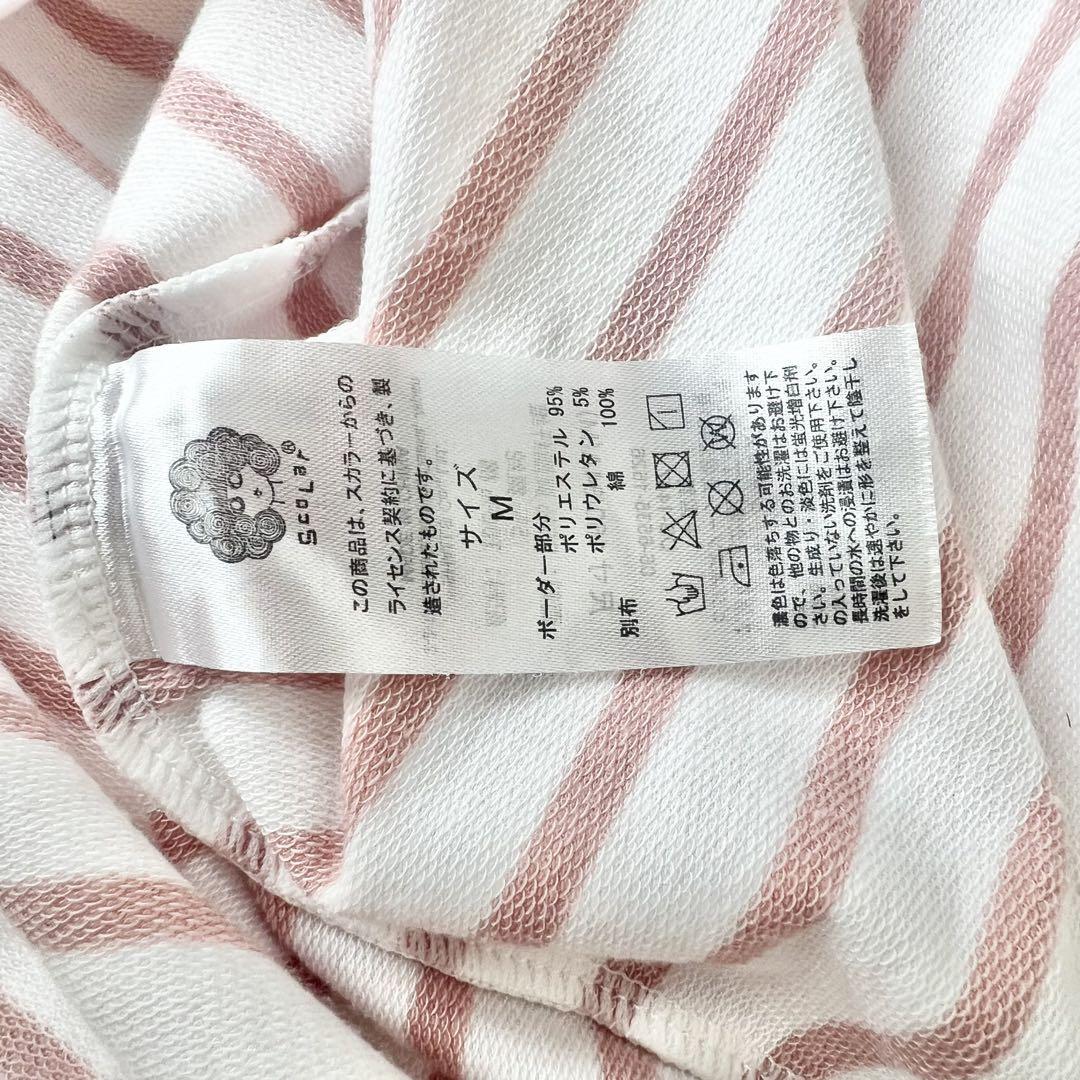 ScoLar®
この商品は、スカラーからの
ライセンス契約に基づき、製
造されたものです。
サイズ
M
ボーダー部分
ポリエステル 95%
ポリウレタン 5%
別布 綿 100%
濃色は色落ちする可能性があります
ので、他の物とのお洗濯はお避け下
さい。生成り・淡色には蛍光増白剤
の入っていない洗剤をご使用下さい。
長時間の水への浸漬はお避け下さい。
洗濯後は速やかに形を整えて陰干し
をして下さい。